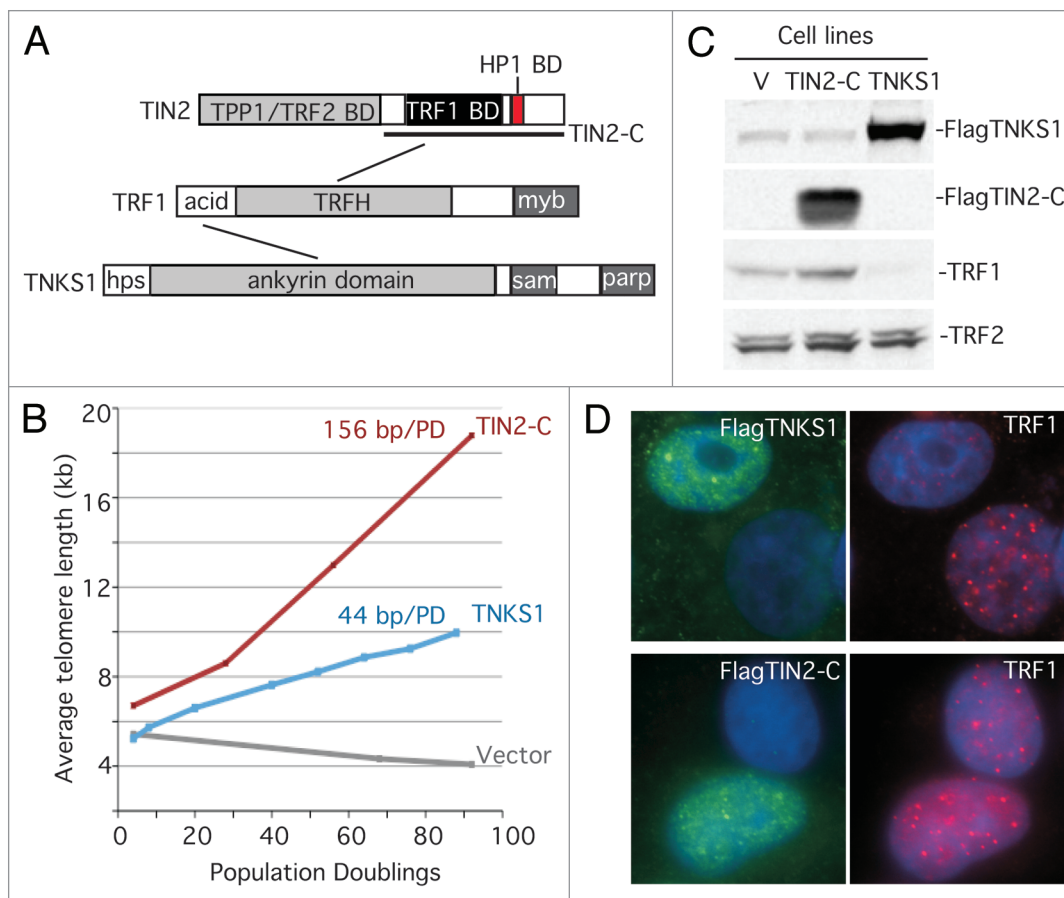 A
HP1 BD
TIN2 TPP1/TRF2 BD TRF1 BD
TIN2-C
TRF1 acid TRFH myb
TNKS1 hps ankyrin domain sam parp
B
20
16
12
8
4
0 20 40 60 80 100
Average telomere length (kb)
Population Doublings
156 bp/PD TIN2-C
44 bp/PD TNKS1
Vector
C
Cell lines
V TIN2-C TNKS1
-FlagTNKS1
-FlagTIN2-C
-TRF1
-TRF2
D
FlagTNKS1 TRF1
FlagTIN2-C TRF1